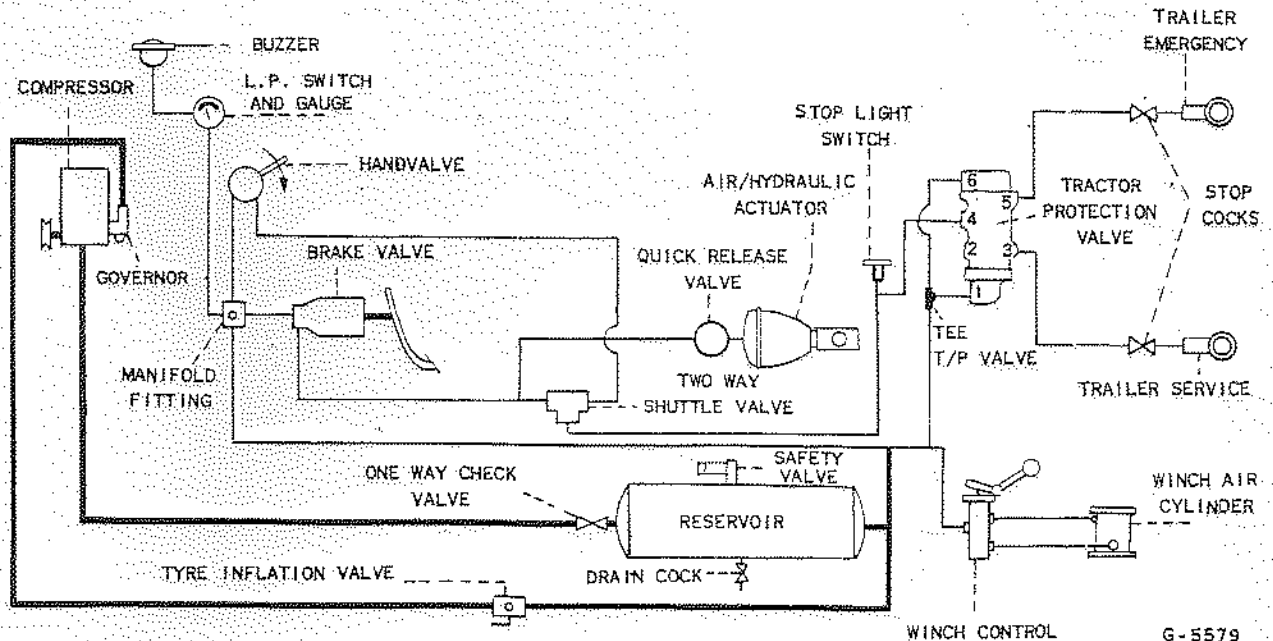 TRAILER
EMERGENCY
BUZZER
L.P. SWITCH
AND GAUGE
COMPRESSOR
STOP LIGHT
SWITCH
HANDVALVE
AIR/HYDRAULIC
ACTUATOR
6
5
4
2
3
1
TRACTOR
PROTECTION
VALVE
STOP
COCKS
GOVERNOR
BRAKE VALVE
QUICK RELEASE
VALVE
TEE
T/P VALVE
MANIFOLD
FITTING
TWO WAY
SHUTTLE VALVE
TRAILER SERVICE
ONE WAY CHECK
VALVE
SAFETY
VALVE
RESERVOIR
WINCH AIR
CYLINDER
TYRE INFLATION VALVE
DRAIN COCK
WINCH CONTROL
G-5579